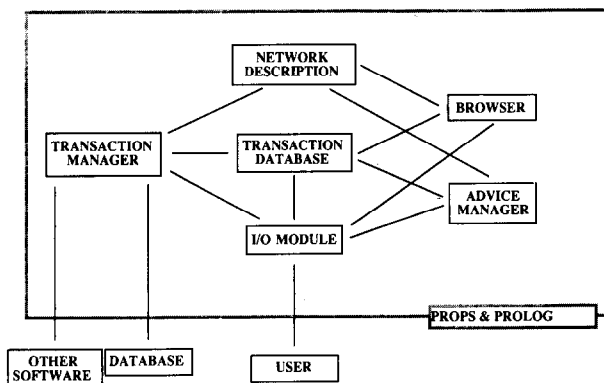 NETWORK
DESCRIPTION
BROWSER
TRANSACTION
MANAGER
TRANSACTION
DATABASE
ADVICE
MANAGER
I/O MODULE
PROPS & PROLOG
OTHER
SOFTWARE
DATABASE
USER